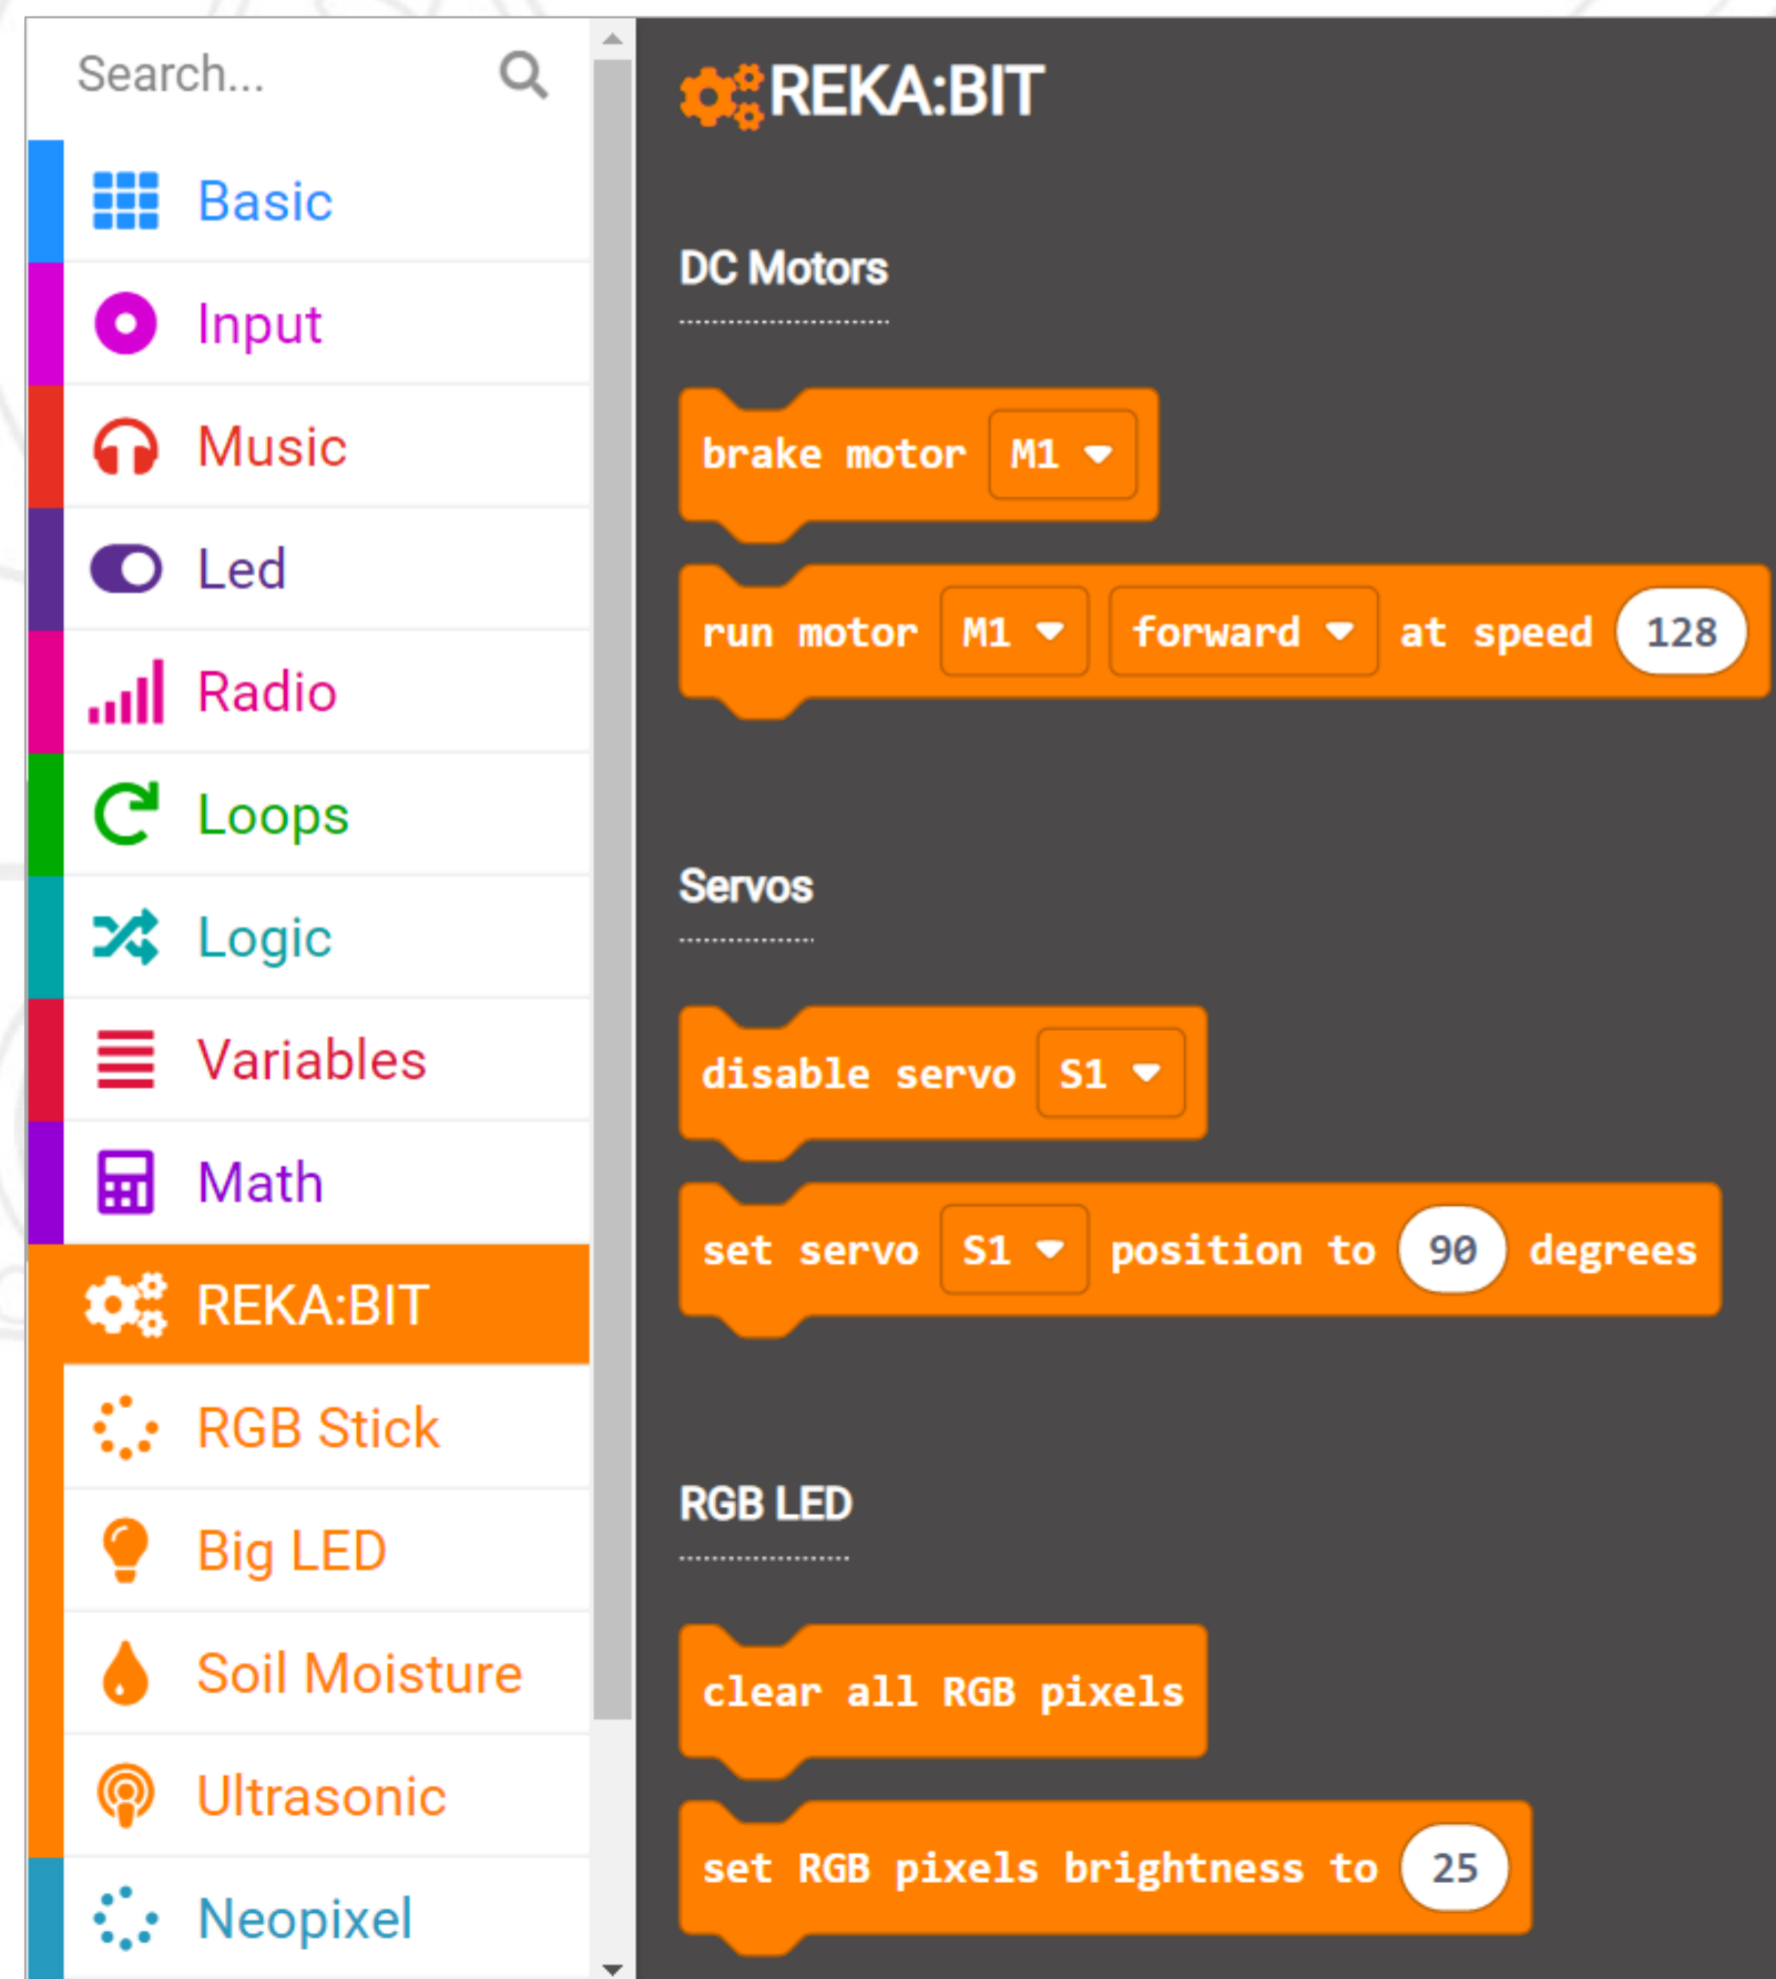 Search...
Basic
Input
Music
Led
Radio
Loops
Logic
Variables
Math
REKA:BIT
RGB Stick
Big LED
Soil Moisture
Ultrasonic
Neopixel
REKA:BIT
DC Motors
brake motor M1
run motor M1 forward at speed 128
Servos
disable servo S1
set servo S1 position to 90 degrees
RGB LED
clear all RGB pixels
set RGB pixels brightness to 25